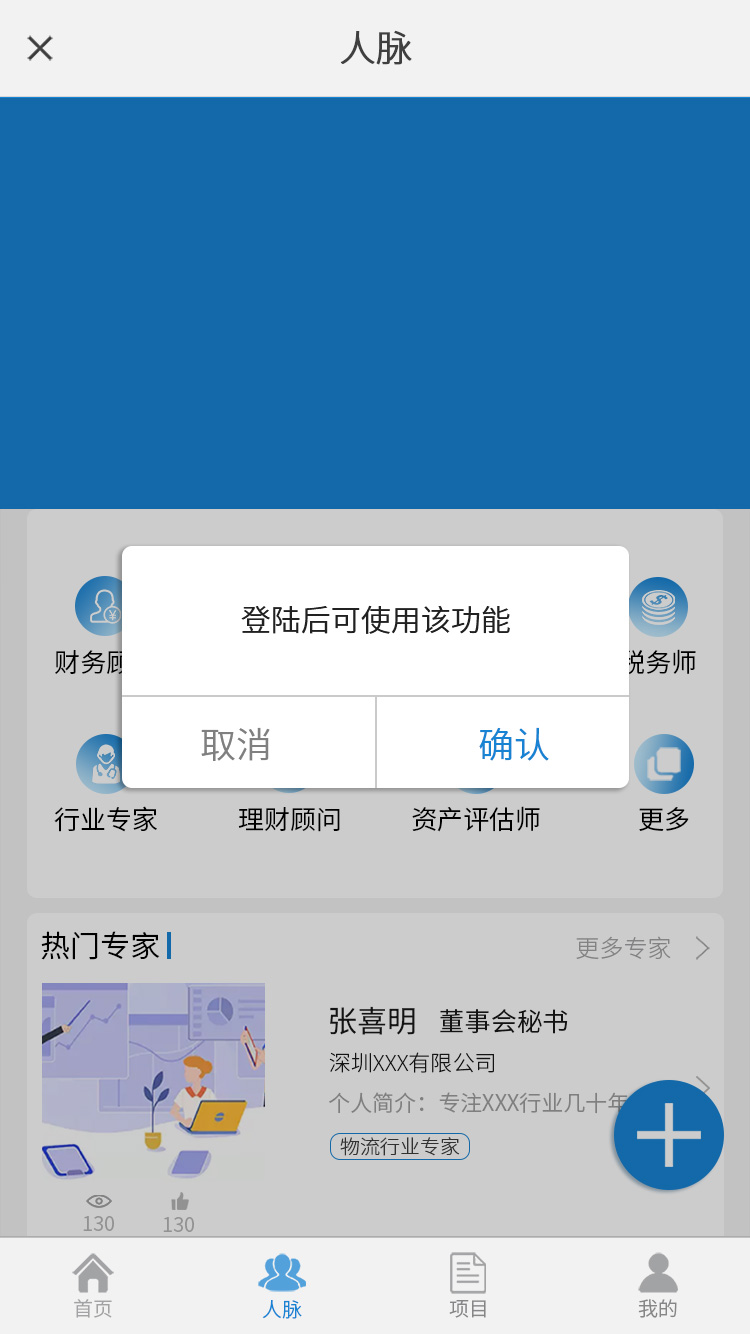 人脉
登陆后可使用该功能
取消
确认
财务顾
税务师
行业专家
理财顾问
资产评估师
更多
热门专家
更多专家
张喜明 董事会秘书
深圳XXX有限公司
个人简介：专注XXX行业几十年
物流行业专家
130
130
首页
人脉
项目
我的